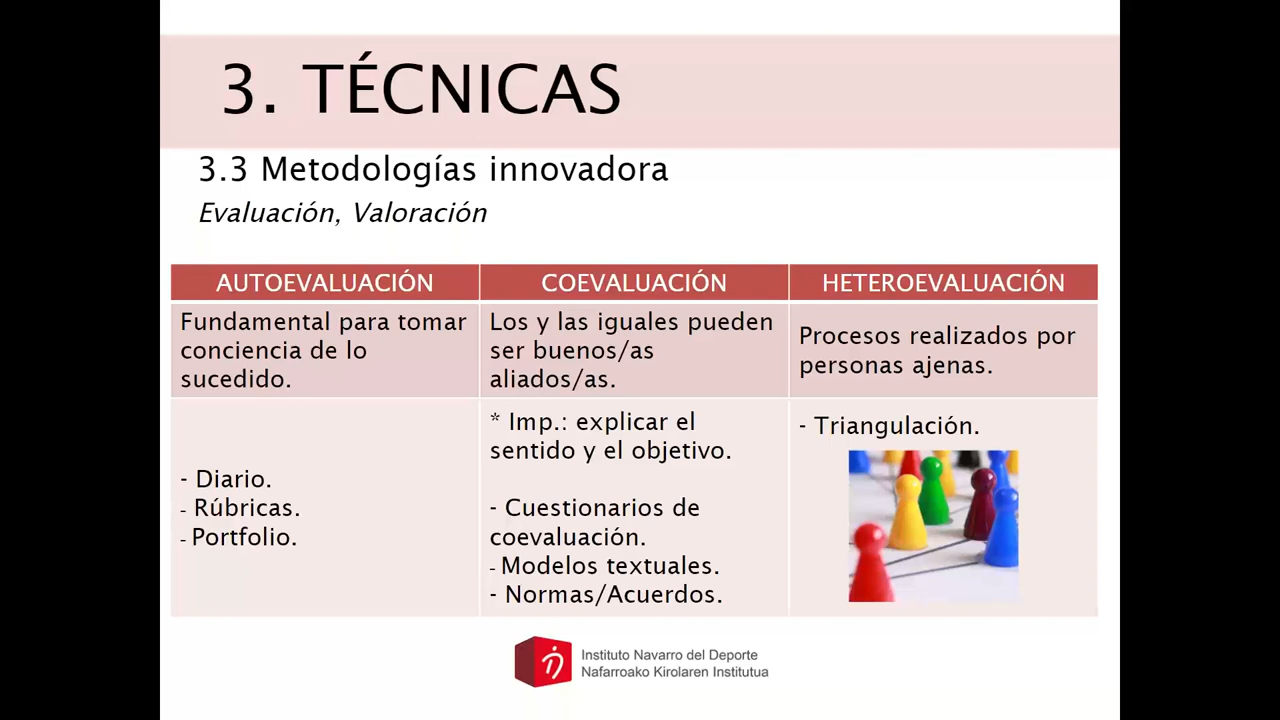 3. TÉCNICAS
3.3 Metodologías innovadora
Evaluación, Valoración
AUTOEVALUACIÓN
Fundamental para tomar
conciencia de lo
sucedido.
- Diario.
- Rúbricas.
- Portfolio.
COEVALUACIÓN
Los y las iguales pueden
ser buenos/as
aliados/as.
* Imp.: explicar el
sentido y el objetivo.
- Cuestionarios de
coevaluación.
- Modelos textuales.
- Normas/Acuerdos.
HETEROEVALUACIÓN
Procesos realizados por
personas ajenas.
- Triangulación.
Instituto Navarro del Deporte
Nafarroako Kirolaren Institutua